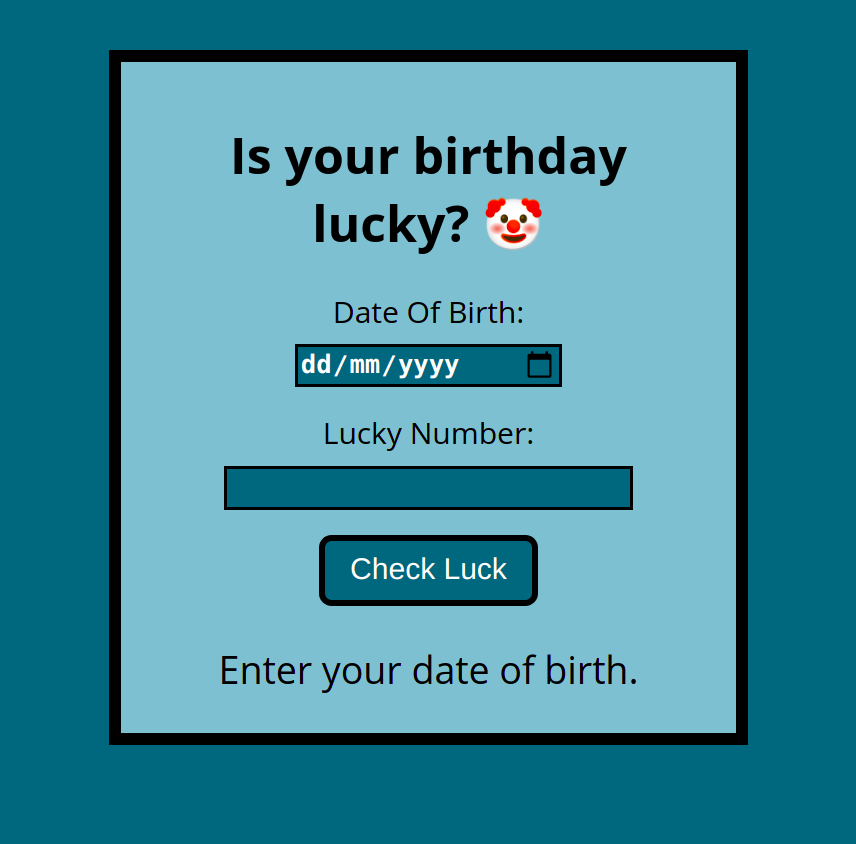 Is your birthday
lucky? 🤡
Date Of Birth:
dd/mm/yyyy
Lucky Number:
Check Luck
Enter your date of birth.